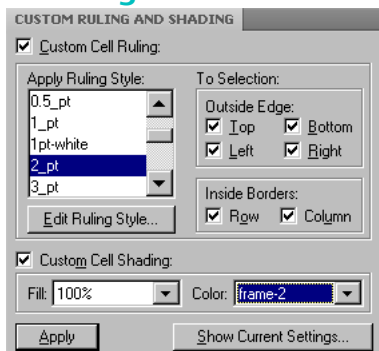 CUSTOM RULING AND SHADING
Custom Cell Ruling:
Apply Ruling Style:
0.5_pt
1_pt
1pt-white
2_pt
3_pt
Edit Ruling Style...
To Selection:
Outside Edge:
Top Bottom
Left Right
Inside Borders:
Row Column
Custom Cell Shading:
Fill: 100% Color: frame-2
Apply Show Current Settings...